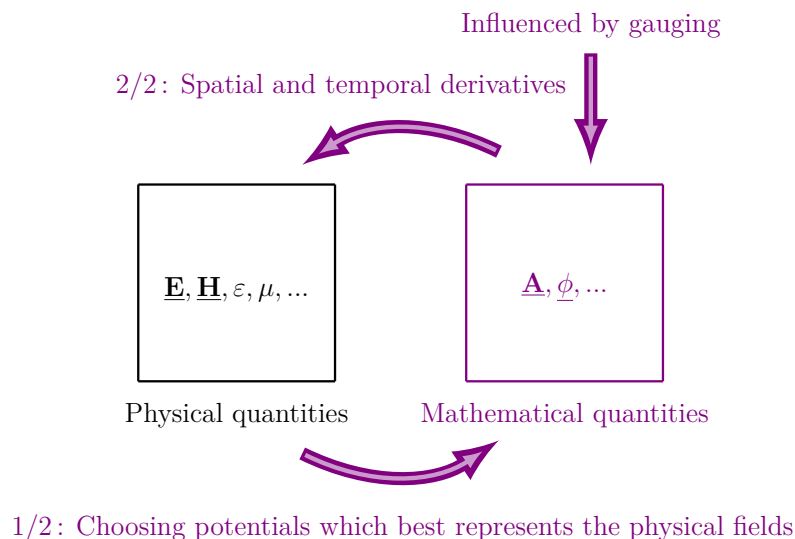 Influenced by gauging
2/2: Spatial and temporal derivatives
E, H, ε, μ, ...
A, ϕ, ...
Physical quantities
Mathematical quantities
1/2: Choosing potentials which best represents the physical fields